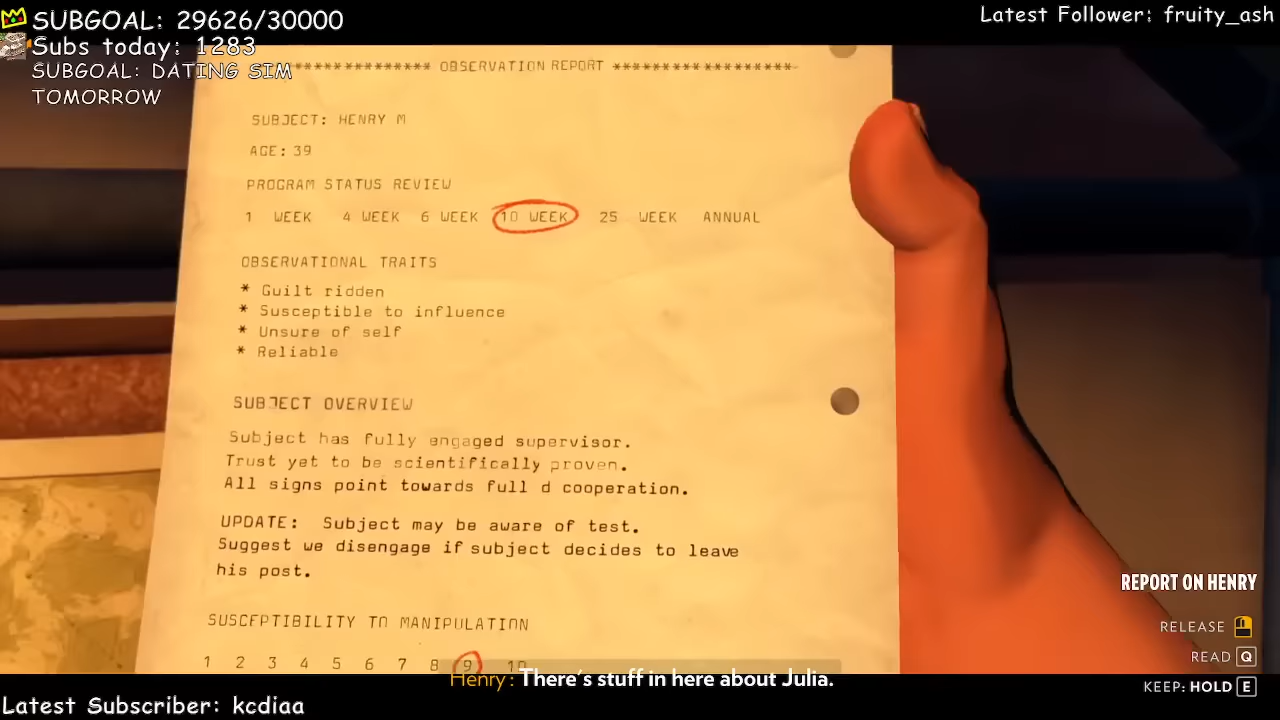 SUBGOAL: 29626/30000
Latest Follower: fruity_ash
Subs today: 1283
SUBGOAL: DATING SIM
TOMORROW
************ OBSERVATION REPORT ******************
SUBJECT: HENRY M
AGE: 39
PROGRAM STATUS REVIEW
1 WEEK 4 WEEK 6 WEEK 10 WEEK 25 WEEK ANNUAL
OBSERVATIONAL TRAITS
* Guilt ridden
* Susceptible to influence
* Unsure of self
* Reliable
SUBJECT OVERVIEW
Subject has fully engaged supervisor.
Trust yet to be scientifically proven.
All signs point towards full d cooperation.
UPDATE: Subject may be aware of test.
Suggest we disengage if subject decides to leave
his post.
SUSCEPTIBILITY TO MANIPULATION
1 2 3 4 5 6 7 8 9 10
REPORT ON HENRY
RELEASE
READ Q
KEEP: HOLD E
Henry: There's stuff in here about Julia.
Latest Subscriber: kcdiaa